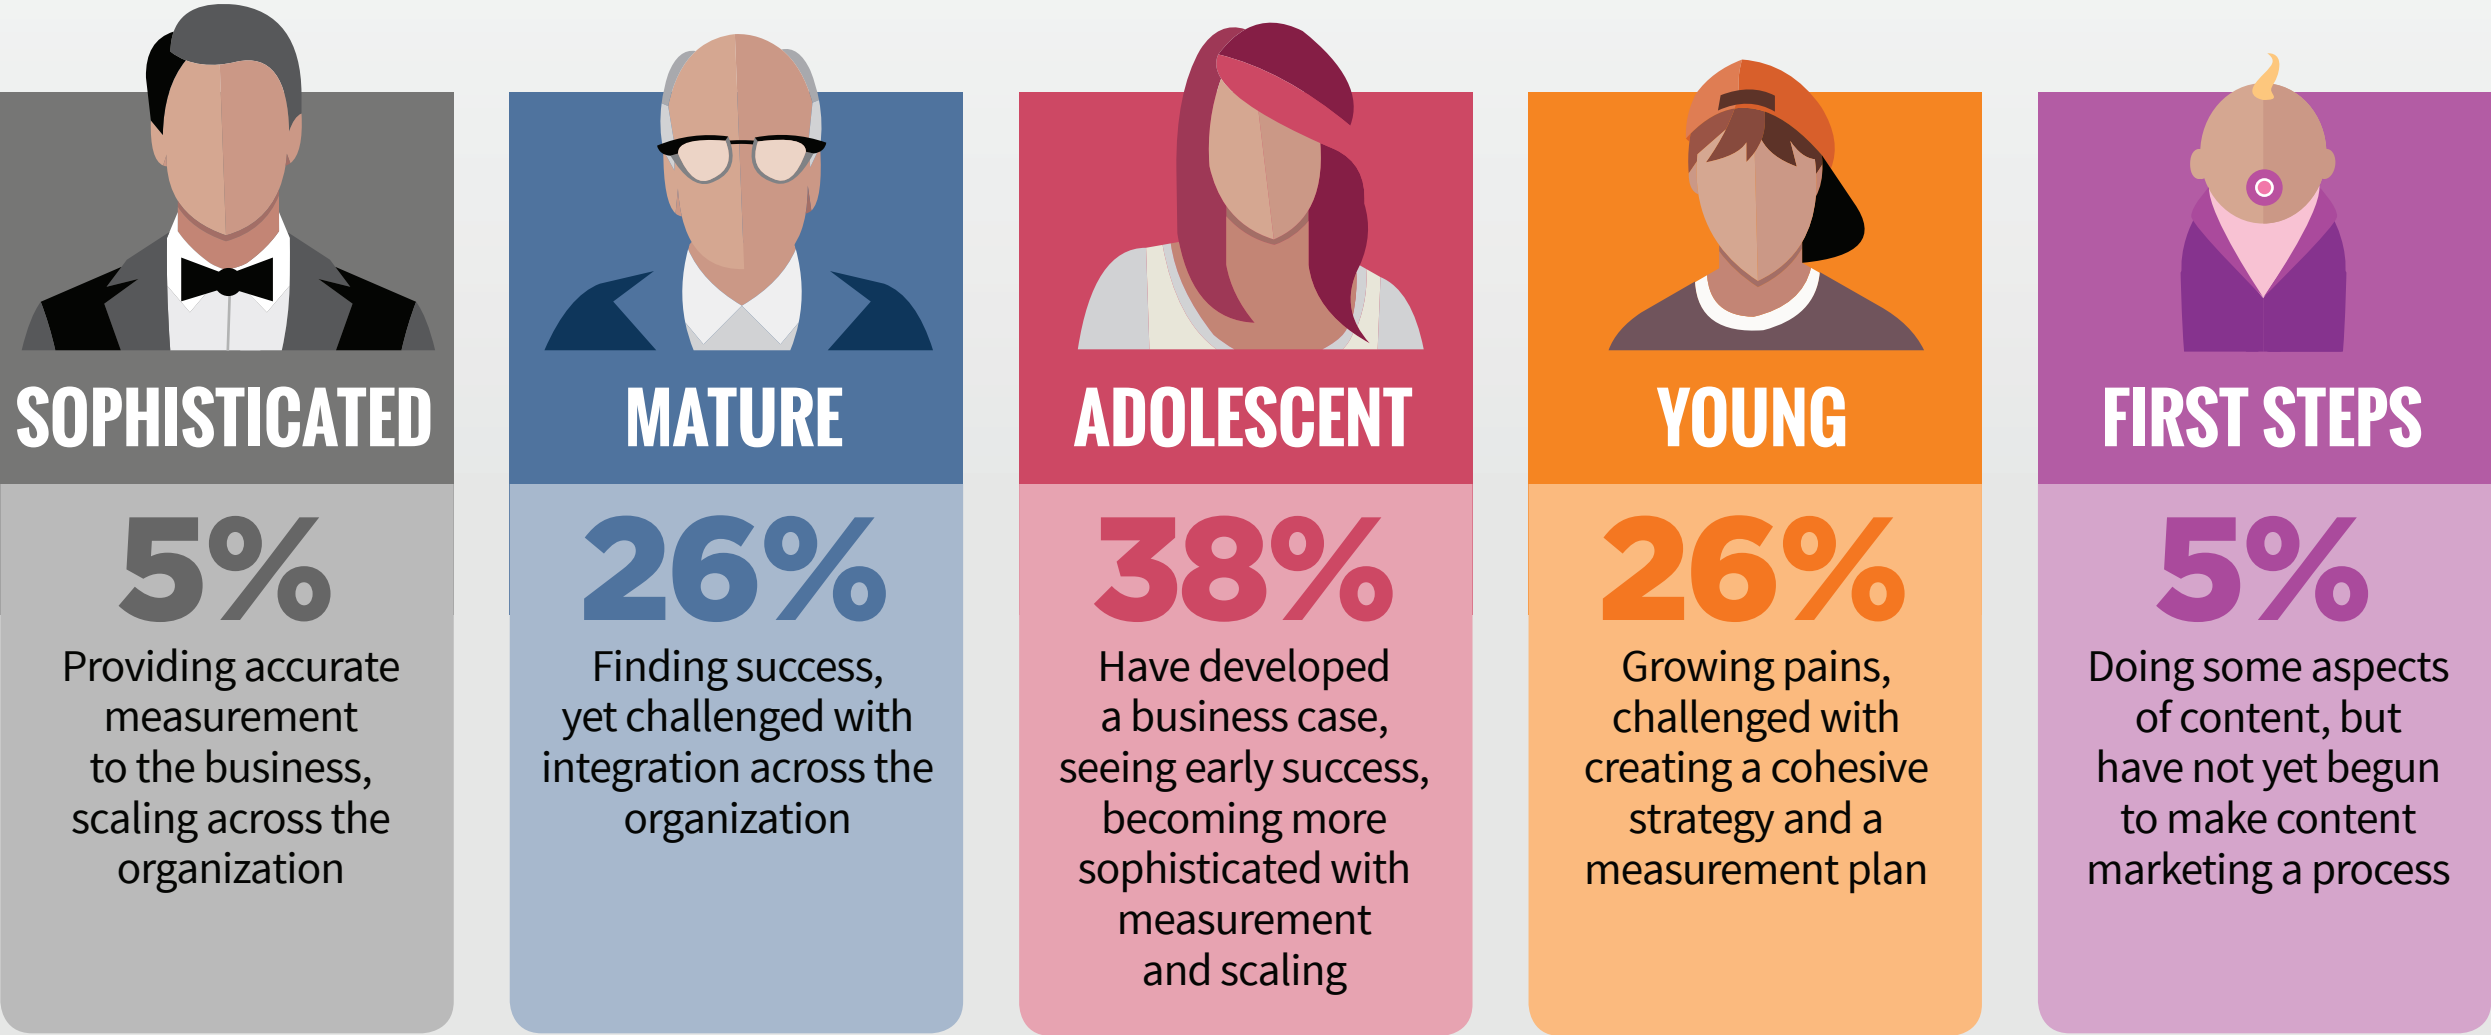 SOPHISTICATED
5%
Providing accurate
measurement
to the business,
scaling across the
organization
MATURE
26%
Finding success,
yet challenged with
integration across the
organization
ADOLESCENT
38%
Have developed
a business case,
seeing early success,
becoming more
sophisticated with
measurement
and scaling
YOUNG
26%
Growing pains,
challenged with
creating a cohesive
strategy and a
measurement plan
FIRST STEPS
5%
Doing some aspects
of content, but
have not yet begun
to make content
marketing a process